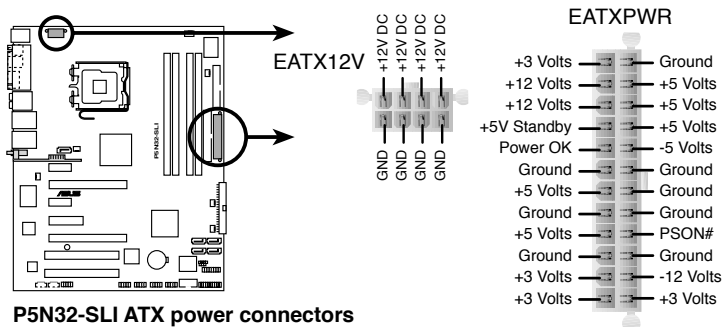 EATXPWR
EATX12V
+12V DC
+12V DC
+12V DC
+12V DC
GND
GND
GND
GND
+3 Volts Ground
+12 Volts +5 Volts
+12 Volts +5 Volts
+5V Standby +5 Volts
Power OK -5 Volts
Ground Ground
+5 Volts Ground
Ground Ground
+5 Volts PSON#
Ground Ground
+3 Volts -12 Volts
+3 Volts +3 Volts
P5N32-SLI
ASUS
P5N32-SLI ATX power connectors